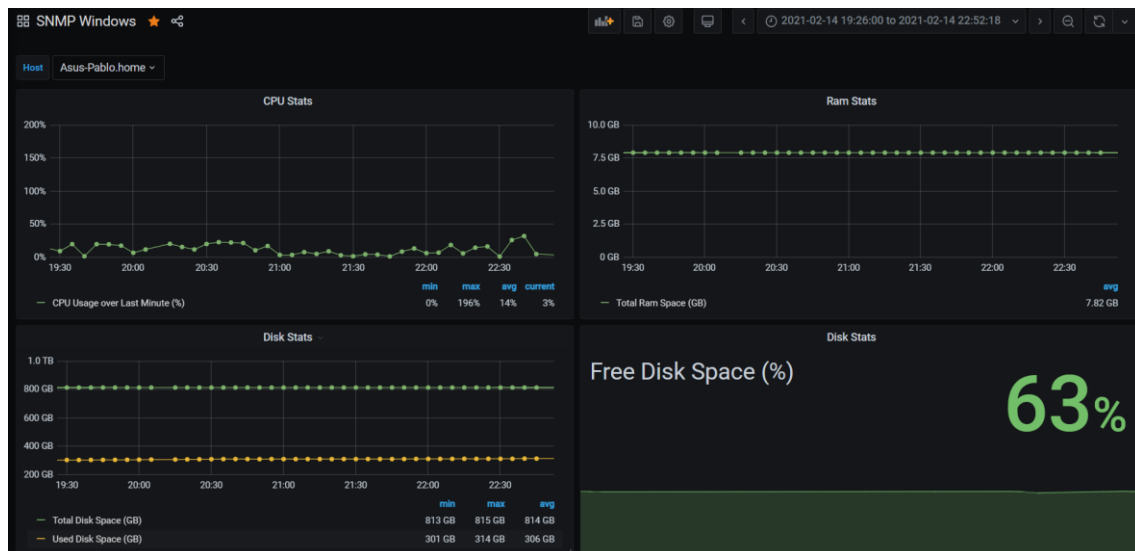 SNMP Windows
2021-02-14 19:26:00 to 2021-02-14 22:52:18
Host Asus-Pablo.home
CPU Stats
200%
150%
100%
50%
0%
19:30 20:00 20:30 21:00 21:30 22:00 22:30
min max avg current
CPU Usage over Last Minute (%) 0% 196% 14% 3%
Ram Stats
10.0 GB
7.5 GB
5.0 GB
2.5 GB
0 GB
19:30 20:00 20:30 21:00 21:30 22:00 22:30
avg
Total Ram Space (GB) 7.82 GB
Disk Stats
1.0 TB
800 GB
600 GB
400 GB
200 GB
19:30 20:00 20:30 21:00 21:30 22:00 22:30
min max avg
Total Disk Space (GB) 813 GB 815 GB 814 GB
Used Disk Space (GB) 301 GB 314 GB 306 GB
Disk Stats
Free Disk Space (%)
63%